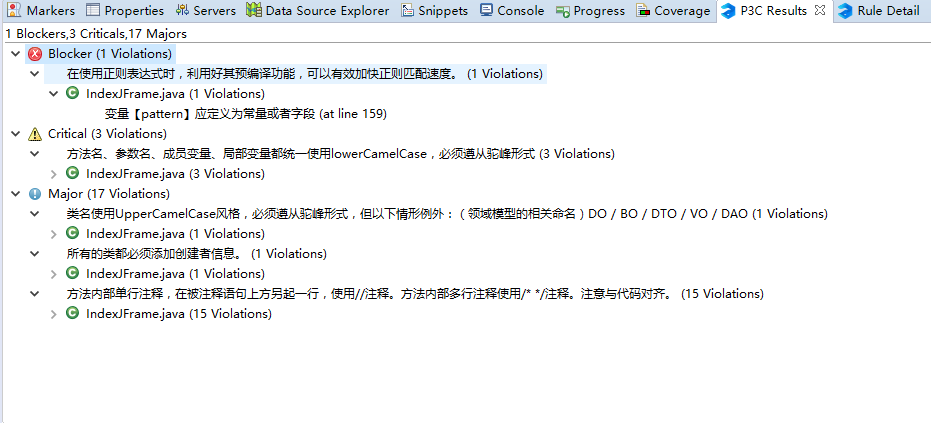 Markers Properties Servers Data Source Explorer Snippets Console Progress Coverage P3C Results Rule Detail
1 Blockers,3 Criticals,17 Majors
Blocker (1 Violations)
在使用正则表达式时，利用好其预编译功能，可以有效加快正则匹配速度。 (1 Violations)
IndexJFrame.java (1 Violations)
变量【pattern】应定义为常量或者字段 (at line 159)
Critical (3 Violations)
方法名、参数名、成员变量、局部变量都统一使用lowerCamelCase，必须遵从驼峰形式 (3 Violations)
IndexJFrame.java (3 Violations)
Major (17 Violations)
类名使用UpperCamelCase风格，必须遵从驼峰形式，但以下情形例外：（领域模型的相关命名）DO / BO / DTO / VO / DAO (1 Violations)
IndexJFrame.java (1 Violations)
所有的类都必须添加创建者信息。 (1 Violations)
IndexJFrame.java (1 Violations)
方法内部单行注释，在被注释语句上方另起一行，使用//注释。方法内部多行注释使用/* */注释。注意与代码对齐。 (15 Violations)
IndexJFrame.java (15 Violations)